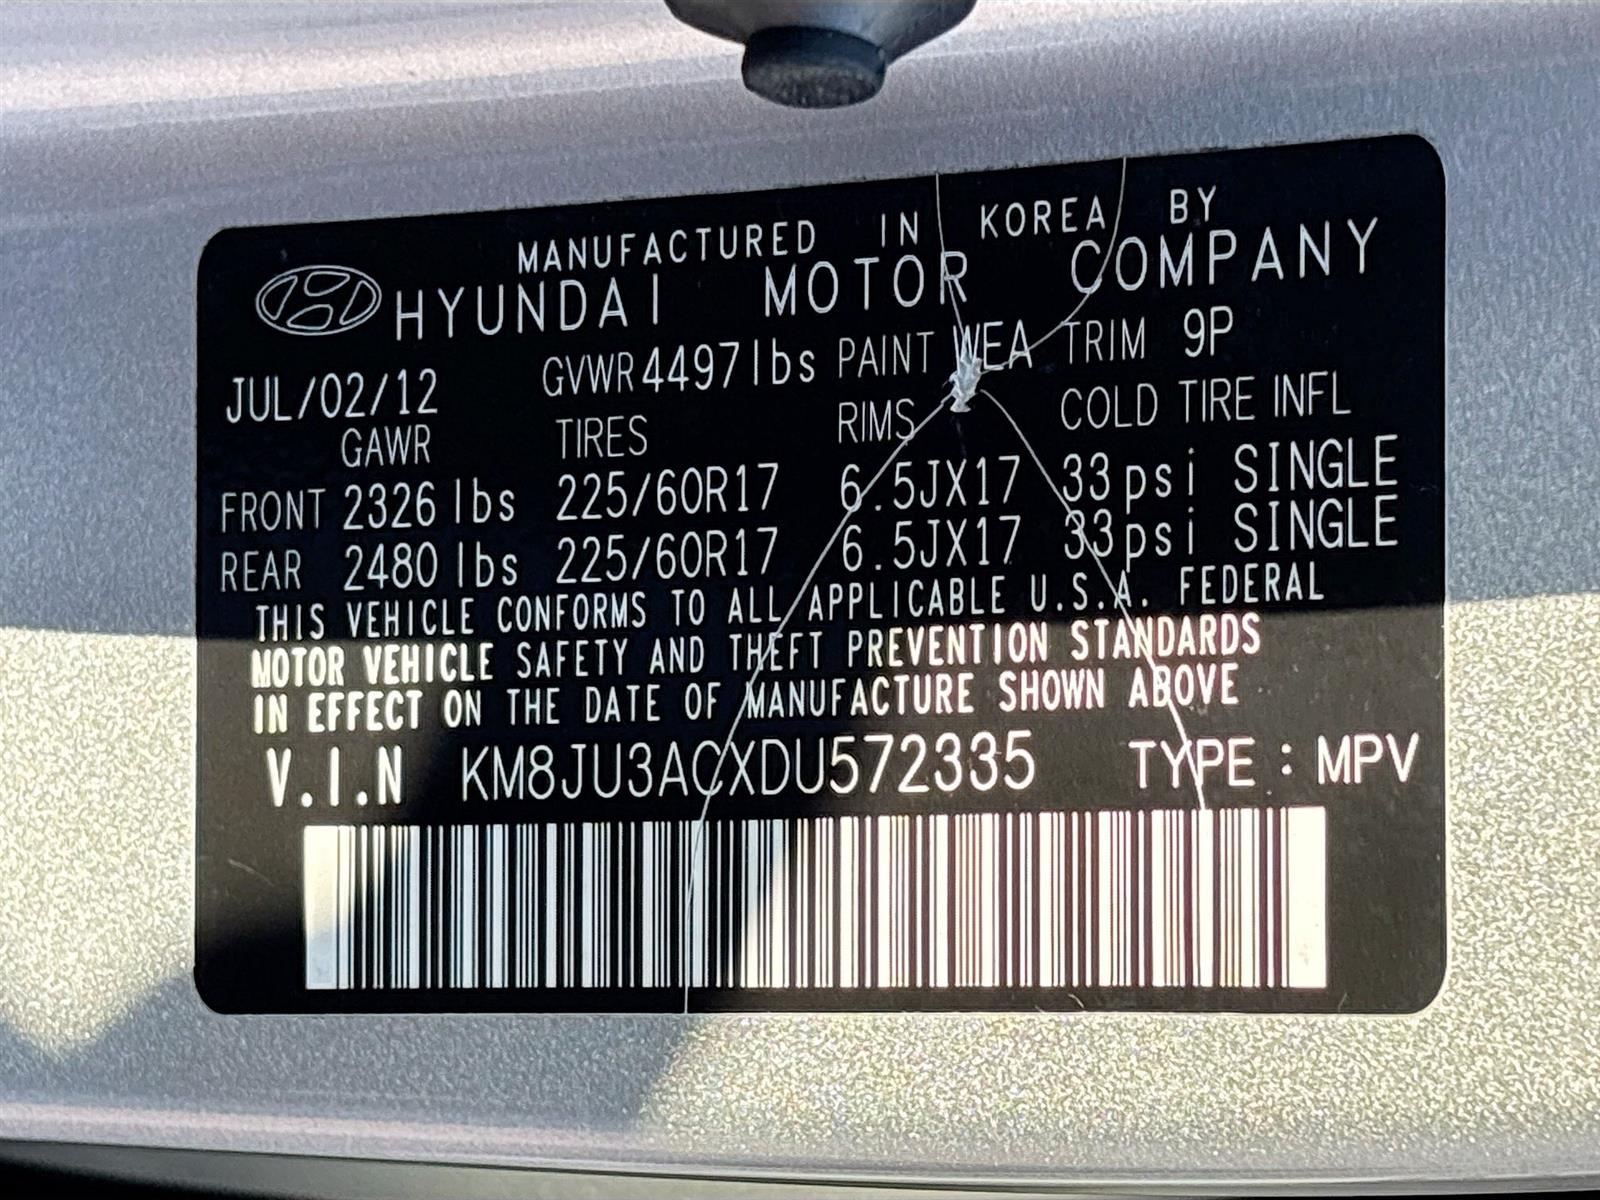 MANUFACTURED IN KOREA BY
HYUNDAI MOTOR COMPANY
JUL/02/12 GVWR 4497lbs PAINT WEA TRIM 9P
GAWR TIRES RIMS COLD TIRE INFL
FRONT 2326 lbs 225/60R17 6.5JX17 33psi SINGLE
REAR 2480 lbs 225/60R17 6.5JX17 33psi SINGLE
THIS VEHICLE CONFORMS TO ALL APPLICABLE U.S.A. FEDERAL
MOTOR VEHICLE SAFETY AND THEFT PREVENTION STANDARDS
IN EFFECT ON THE DATE OF MANUFACTURE SHOWN ABOVE
V.I.N KM8JU3ACXDU572335 TYPE : MPV